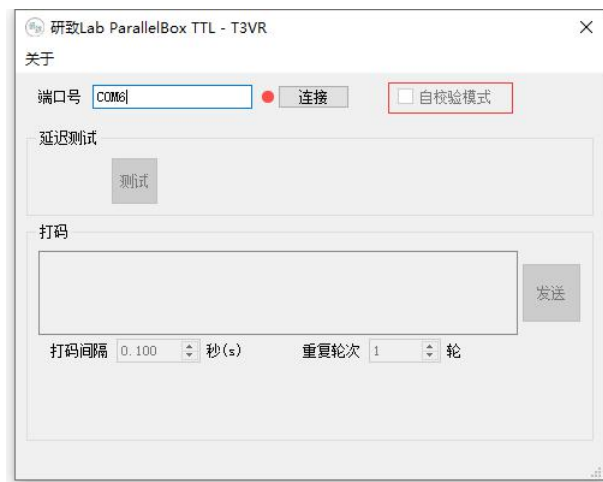 研致Lab ParallelBox TTL - T3VR
关于
端口号 COM6 连接 自校验模式
延迟测试
测试
打码
发送
打码间隔 0.100 秒(s) 重复轮次 1 轮